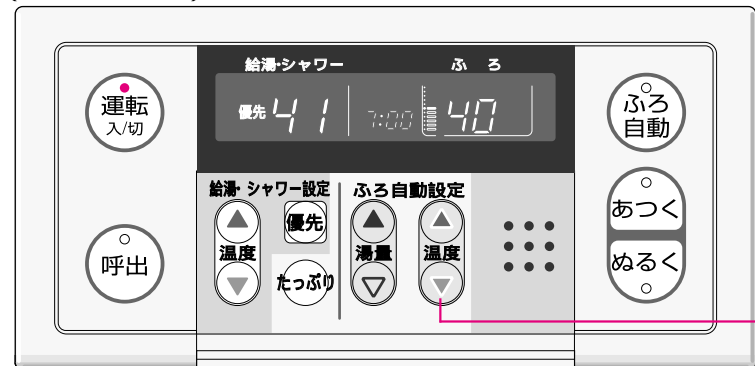 給湯・シャワー ふろ
優先 41 7:00 40
運転
入/切
呼出
給湯・シャワー設定
温度
優先
たっぷり
ふろ自動設定
湯量
温度
ふろ
自動
あつく
ぬるく